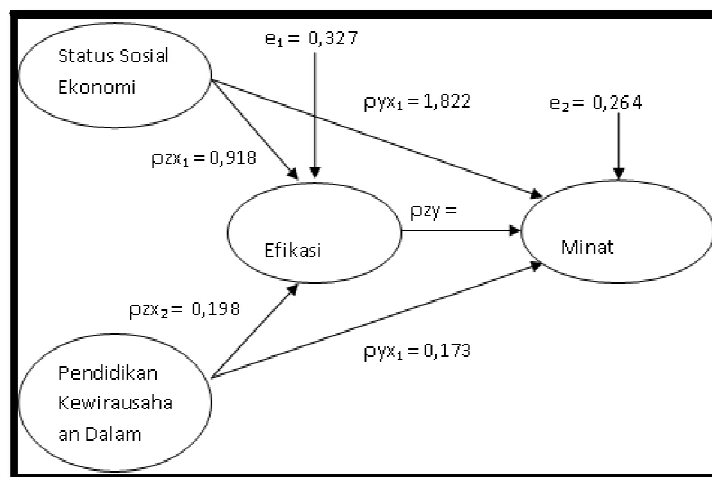 Status Sosial
Ekonomi
e₁ = 0,327
ρyx₁ = 1,822
e₂ = 0,264
ρzx₁ = 0,918
ρzy =
Efikasi
Minat
ρzx₂ = 0,198
ρyx₁ = 0,173
Pendidikan
Kewirausaha
an Dalam